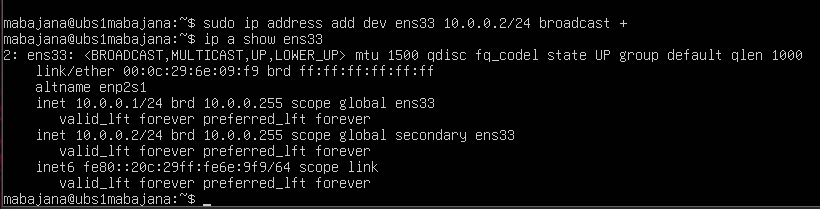 mabajana@ubs1mabajana:~$ sudo ip address add dev ens33 10.0.0.2/24 broadcast +
mabajana@ubs1mabajana:~$ ip a show ens33
2: ens33: <BROADCAST,MULTICAST,UP,LOWER_UP> mtu 1500 qdisc fq_codel state UP group default qlen 1000
    link/ether 00:0c:29:6e:09:f9 brd ff:ff:ff:ff:ff:ff
    altname enp2s1
    inet 10.0.0.1/24 brd 10.0.0.255 scope global ens33
       valid_lft forever preferred_lft forever
    inet 10.0.0.2/24 brd 10.0.0.255 scope global secondary ens33
       valid_lft forever preferred_lft forever
    inet6 fe80::20c:29ff:fe6e:9f9/64 scope link
       valid_lft forever preferred_lft forever
mabajana@ubs1mabajana:~$ _